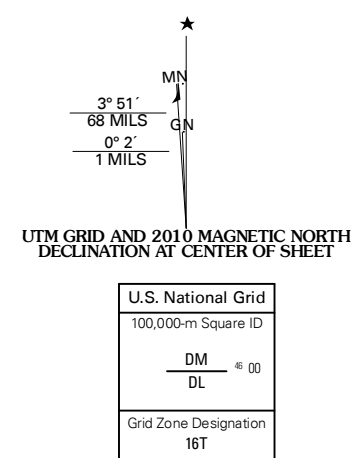 ★
MN
3° 51´
68 MILS
GN
0° 2´
1 MILS
UTM GRID AND 2010 MAGNETIC NORTH
DECLINATION AT CENTER OF SHEET
U.S. National Grid
100,000-m Square ID
DM
46 00
DL
Grid Zone Designation
16T